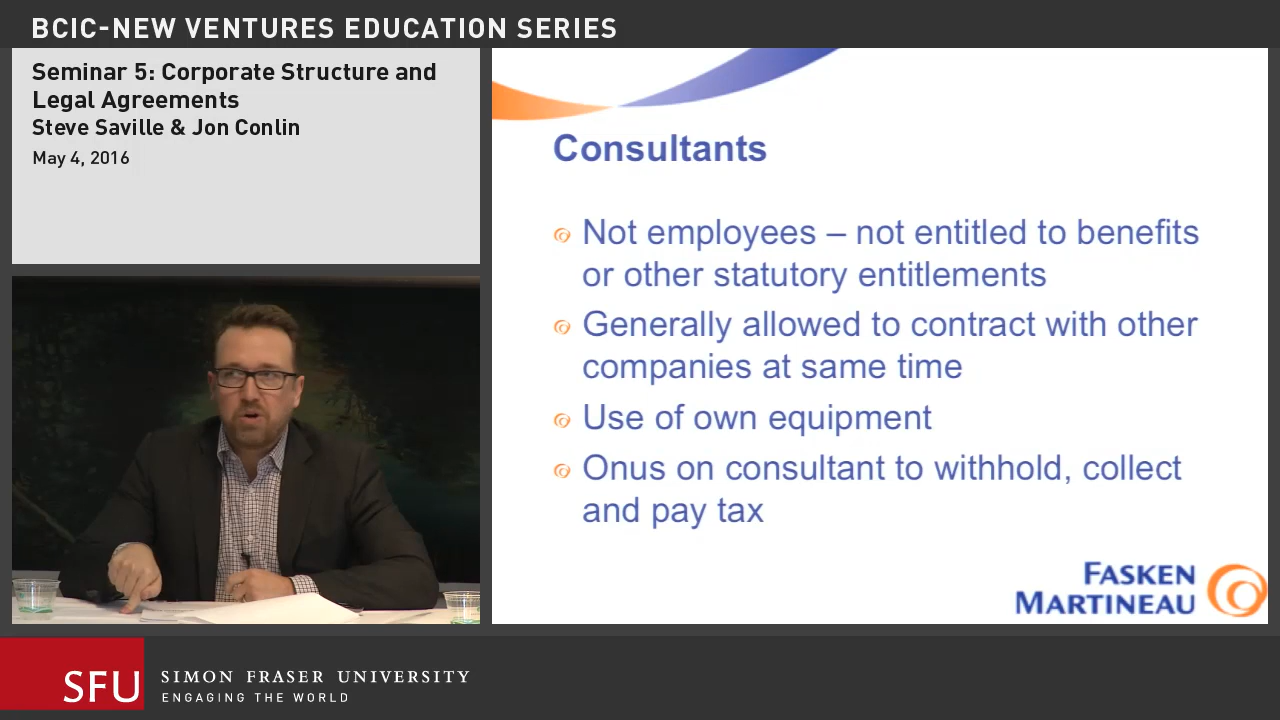 BCIC-NEW VENTURES EDUCATION SERIES
Seminar 5: Corporate Structure and
Legal Agreements
Steve Saville & Jon Conlin
May 4, 2016
Consultants
Not employees – not entitled to benefits
or other statutory entitlements
Generally allowed to contract with other
companies at same time
Use of own equipment
Onus on consultant to withhold, collect
and pay tax
FASKEN
MARTINEAU
SFU
SIMON FRASER UNIVERSITY
ENGAGING THE WORLD